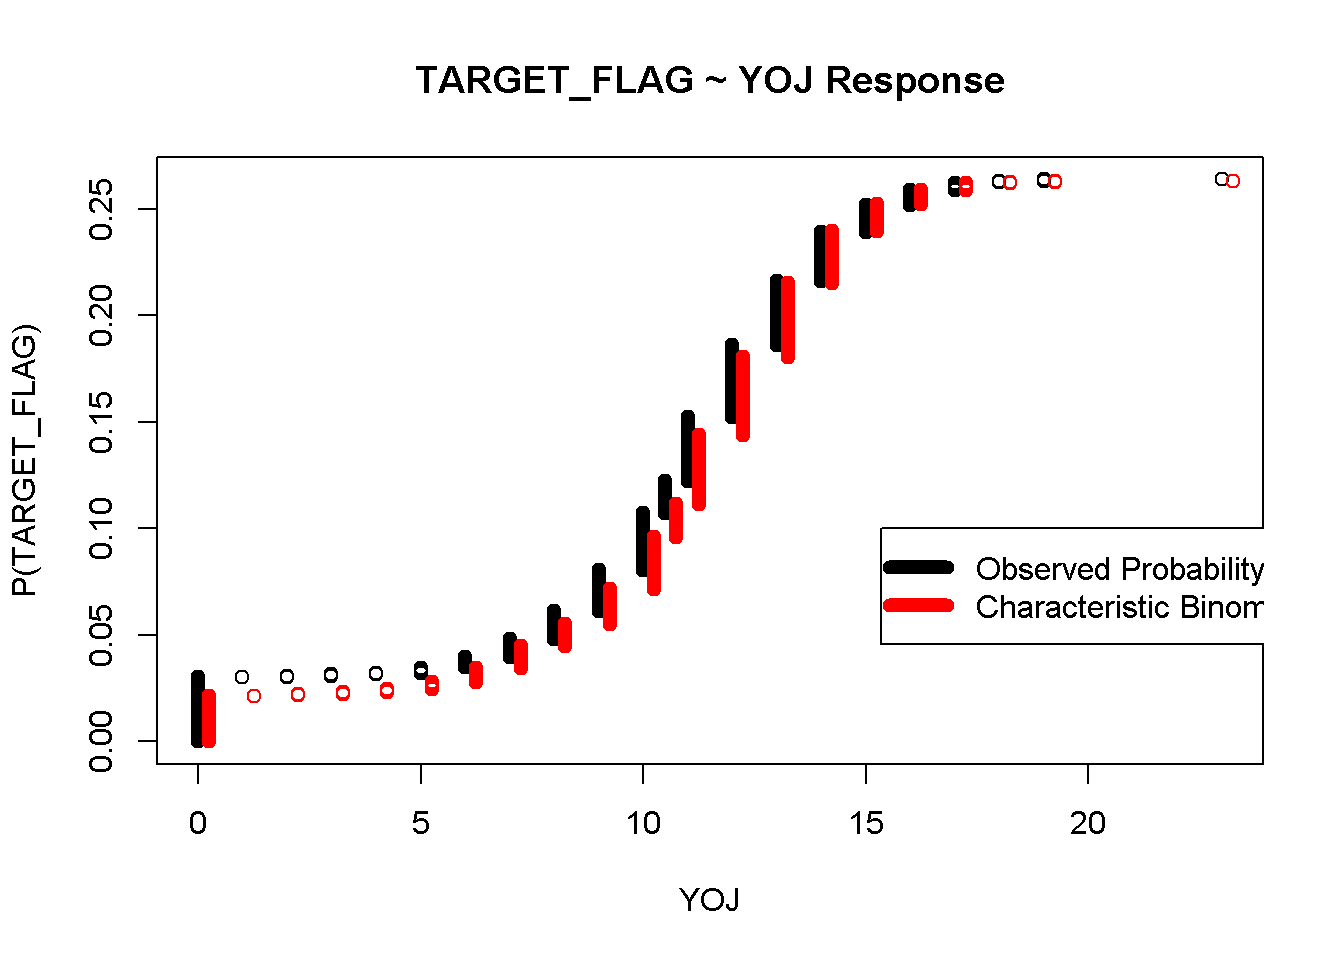 TARGET_FLAG ~ YOJ Response
P(TARGET_FLAG)
0.25
0.20
0.15
0.10
0.05
0.00
Observed Probability
Characteristic Binom
0 5 10 15 20
YOJ